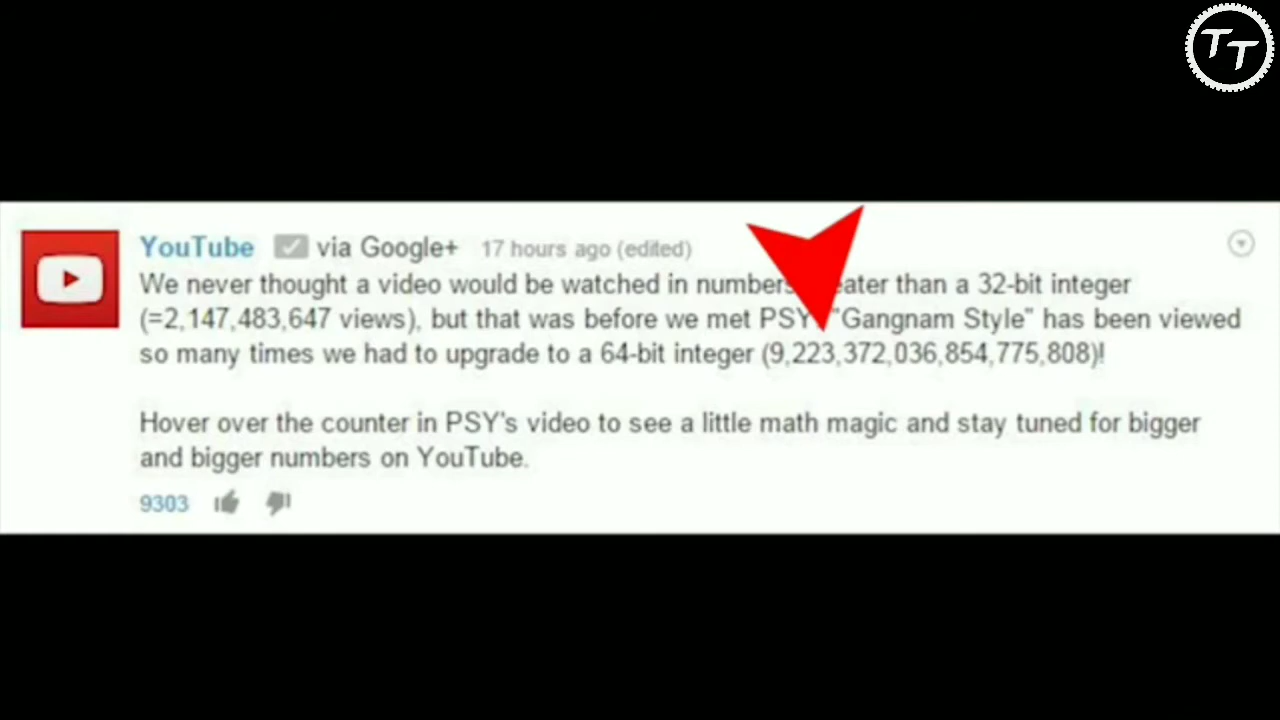 TT
YouTube via Google+ 17 hours ago (edited)
We never thought a video would be watched in numbers than a 32-bit integer
(=2,147,483,647 views), but that was before we met PSY "Gangnam Style" has been viewed
so many times we had to upgrade to a 64-bit integer (9,223,372,036,854,775,808)!
Hover over the counter in PSY's video to see a little math magic and stay tuned for bigger
and bigger numbers on YouTube.
9303